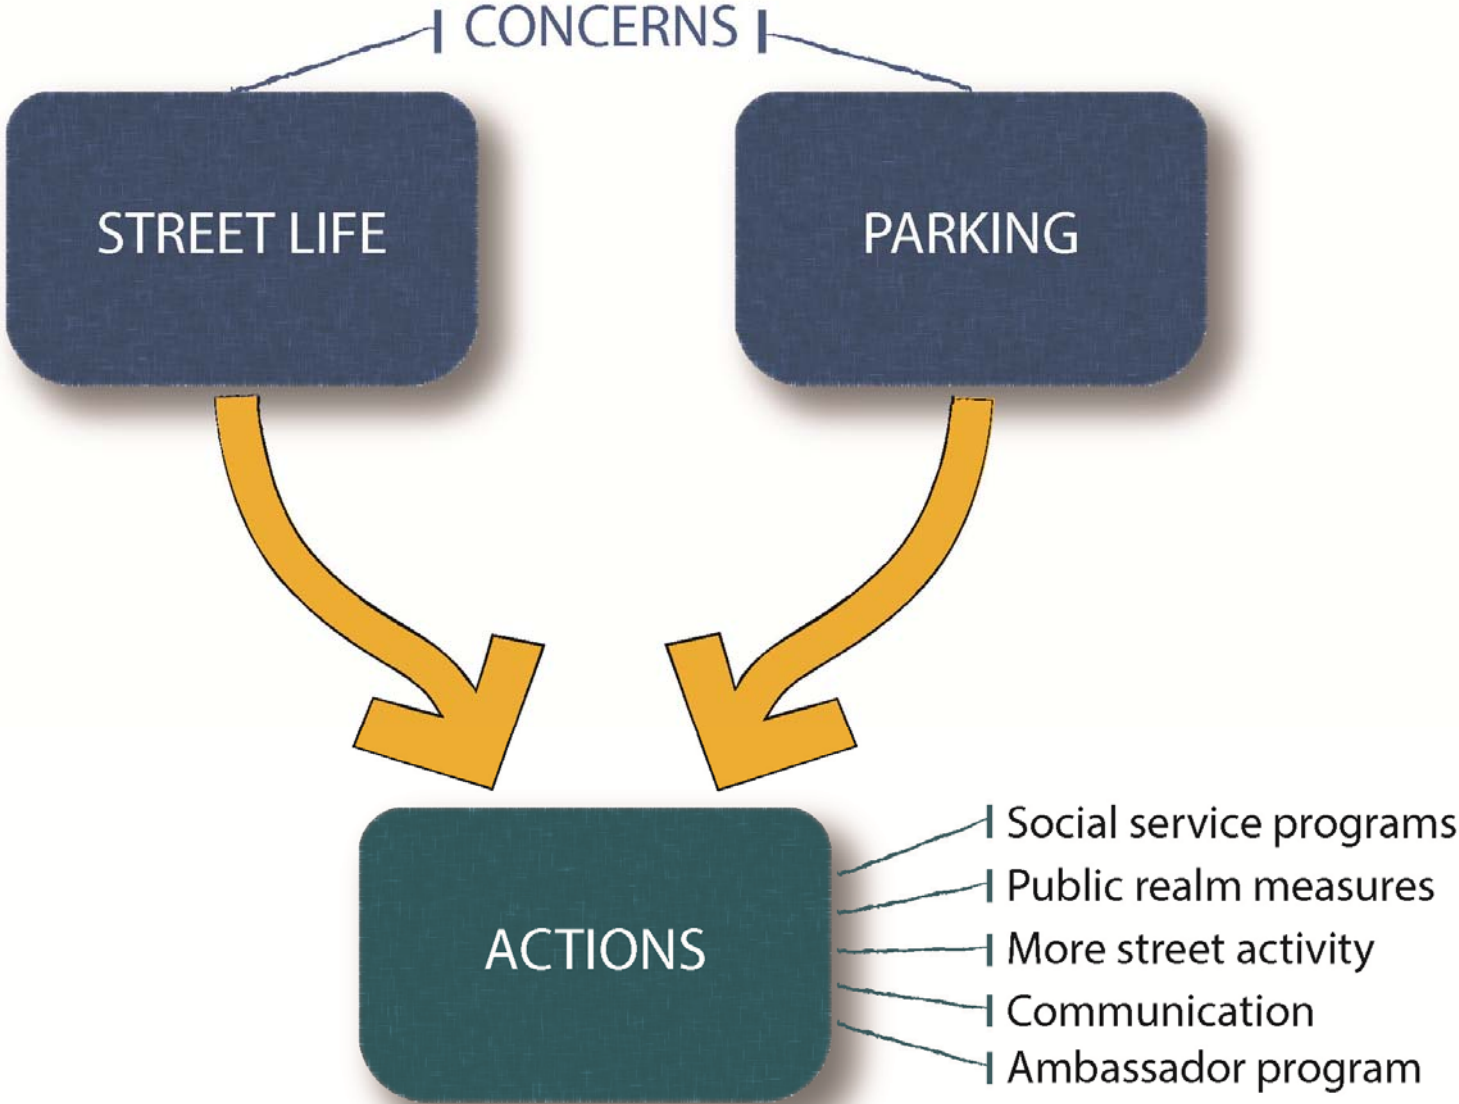 CONCERNS
STREET LIFE
PARKING
ACTIONS
Social service programs
Public realm measures
More street activity
Communication
Ambassador program